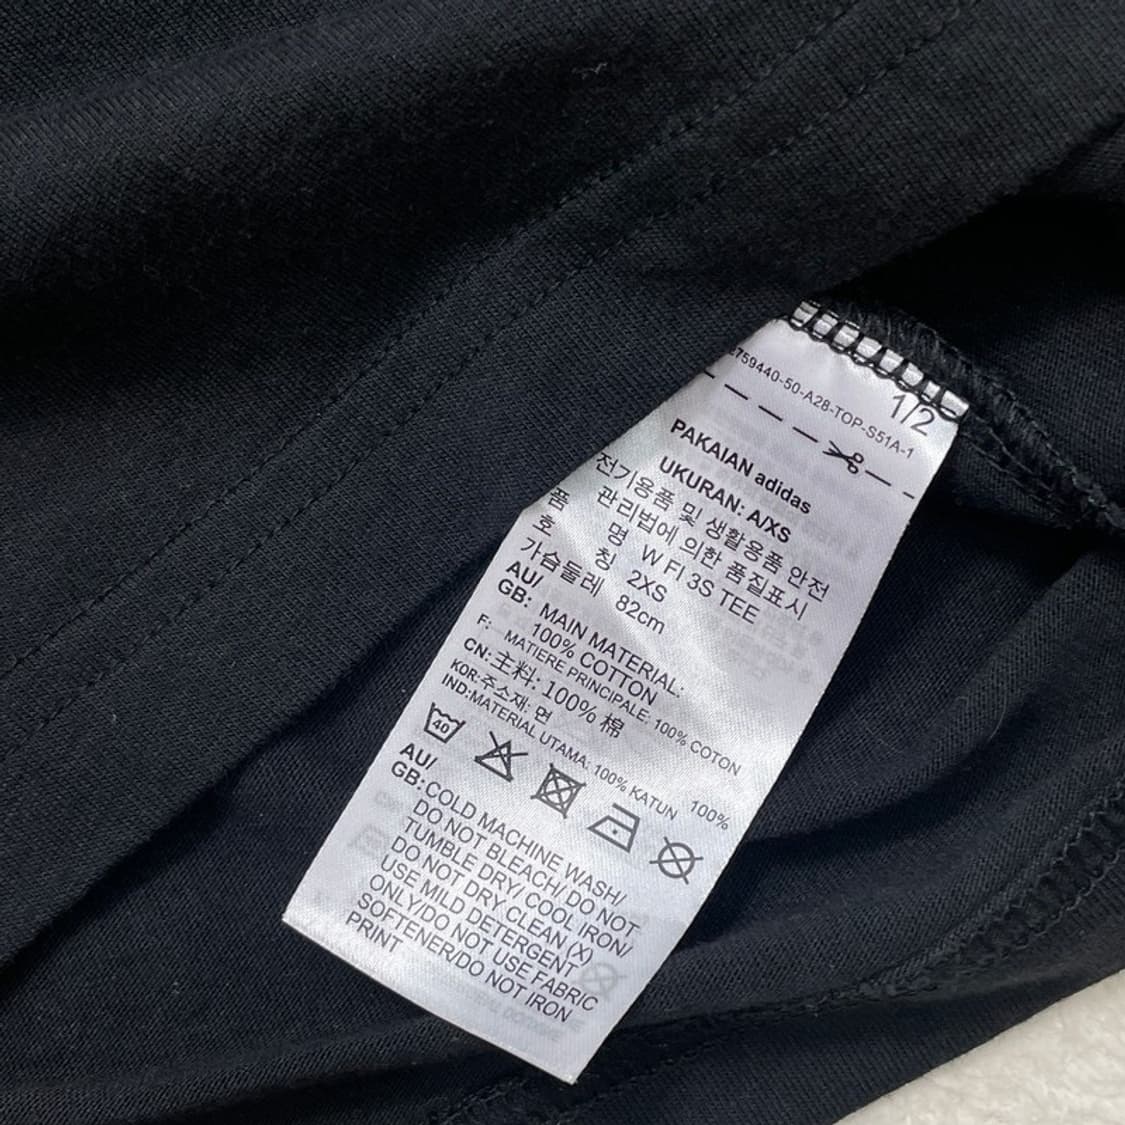 759440-50-A28-TOP-S51A-1
1/2
PAKAIAN adidas
UKURAN: A/XS
전기용품 및 생활용품 안전
관리법에 의한 품질표시
품 명 W FI 3S TEE
호 칭 2XS
가슴둘레 82cm
AU/
GB: MAIN MATERIAL:
100% COTTON
F: MATIERE PRINCIPALE: 100% COTON
CN: 主料: 100% 棉
KOR: 주소재: 면 100%
IND:MATERIAL UTAMA: 100% KATUN
40
AU/
GB:COLD MACHINE WASH/
DO NOT BLEACH/ DO NOT
TUMBLE DRY/ COOL IRON/
DO NOT DRY CLEAN (X)
USE MILD DETERGENT
ONLY/DO NOT USE FABRIC
SOFTENER/DO NOT IRON
PRINT